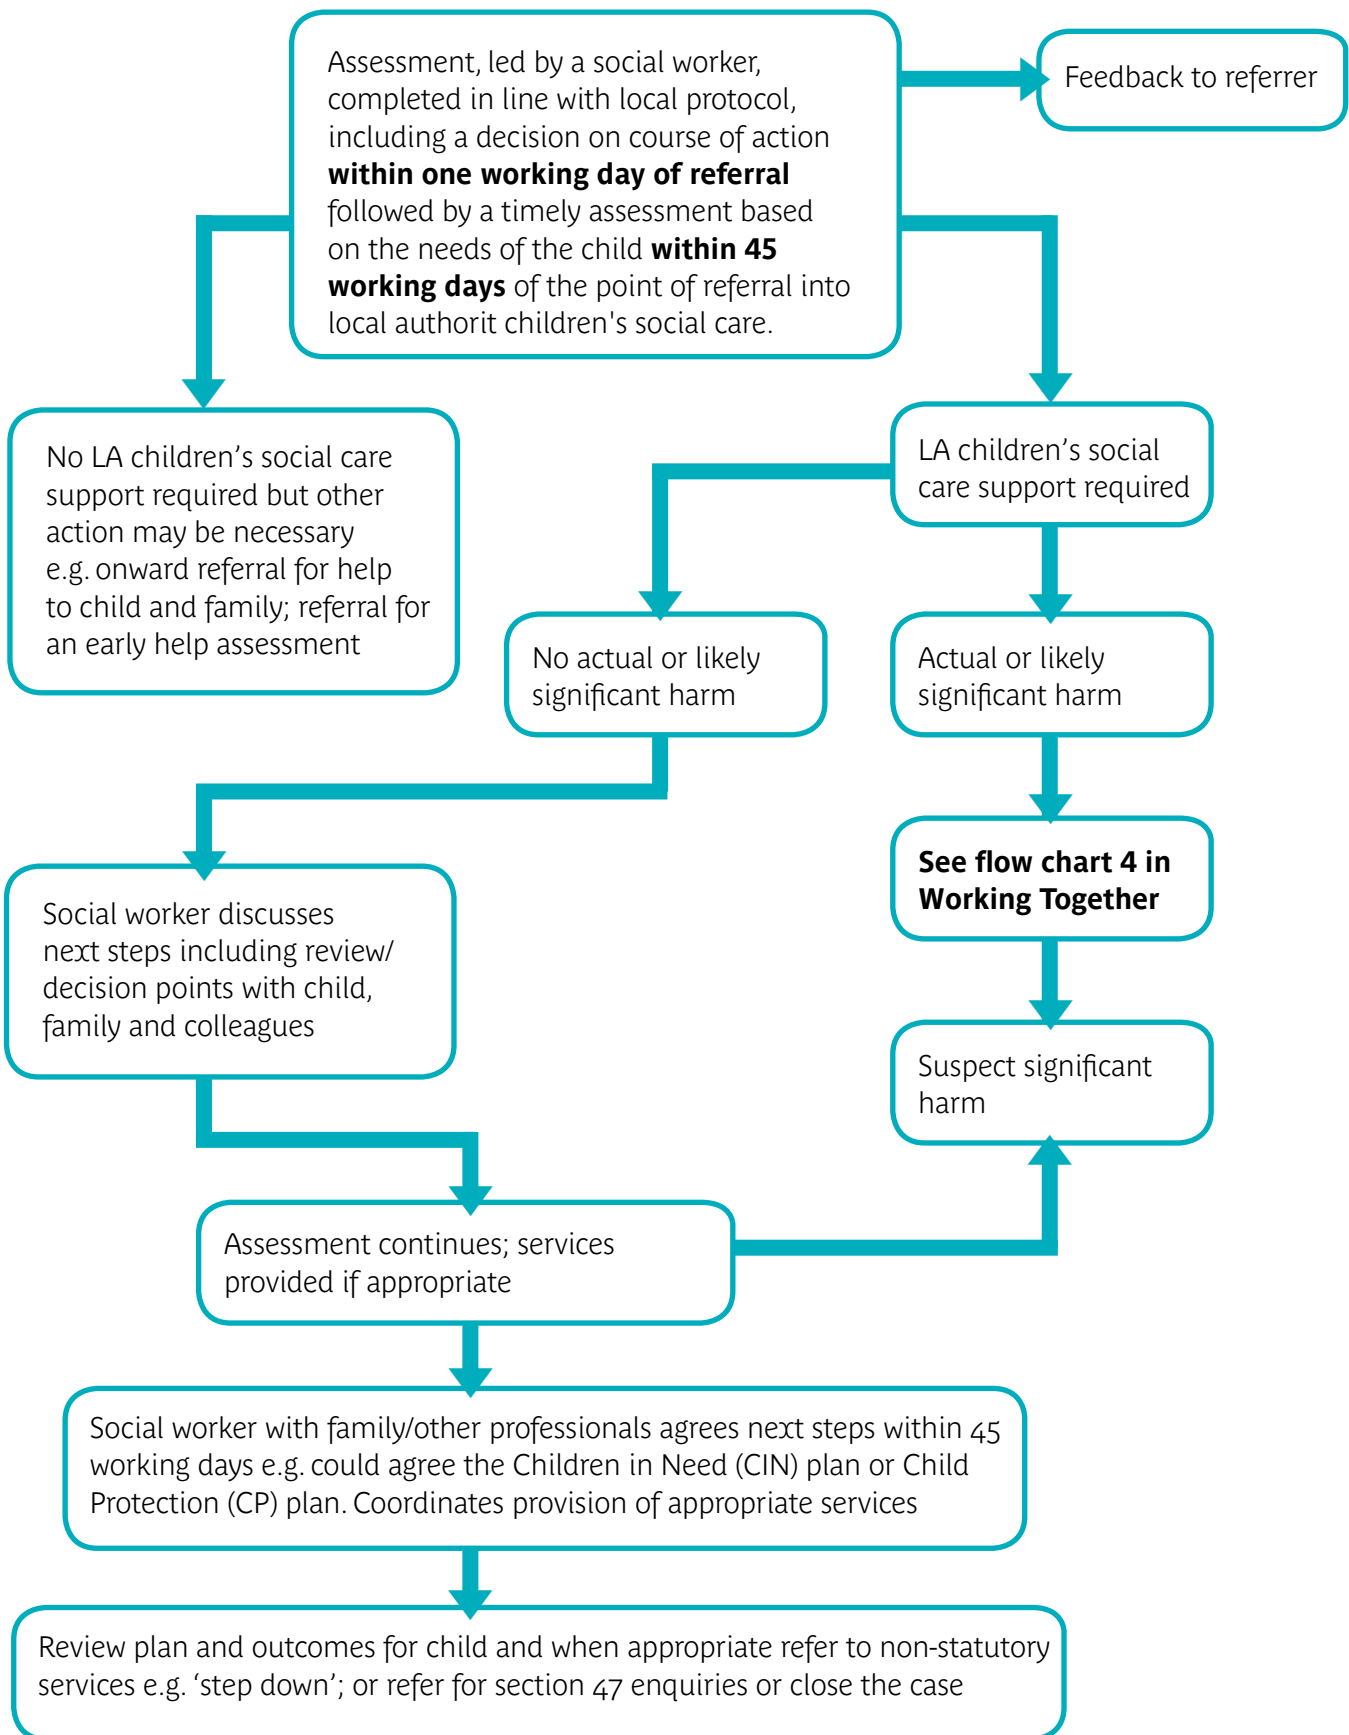 Assessment, led by a social worker,
completed in line with local protocol,
including a decision on course of action
within one working day of referral
followed by a timely assessment based
on the needs of the child within 45
working days of the point of referral into
local authorit children's social care.
Feedback to referrer
No LA children’s social care
support required but other
action may be necessary
e.g. onward referral for help
to child and family; referral for
an early help assessment
LA children’s social
care support required
No actual or likely
significant harm
Actual or likely
significant harm
See flow chart 4 in
Working Together
Social worker discusses
next steps including review/
decision points with child,
family and colleagues
Suspect significant
harm
Assessment continues; services
provided if appropriate
Social worker with family/other professionals agrees next steps within 45
working days e.g. could agree the Children in Need (CIN) plan or Child
Protection (CP) plan. Coordinates provision of appropriate services
Review plan and outcomes for child and when appropriate refer to non-statutory
services e.g. ‘step down’; or refer for section 47 enquiries or close the case